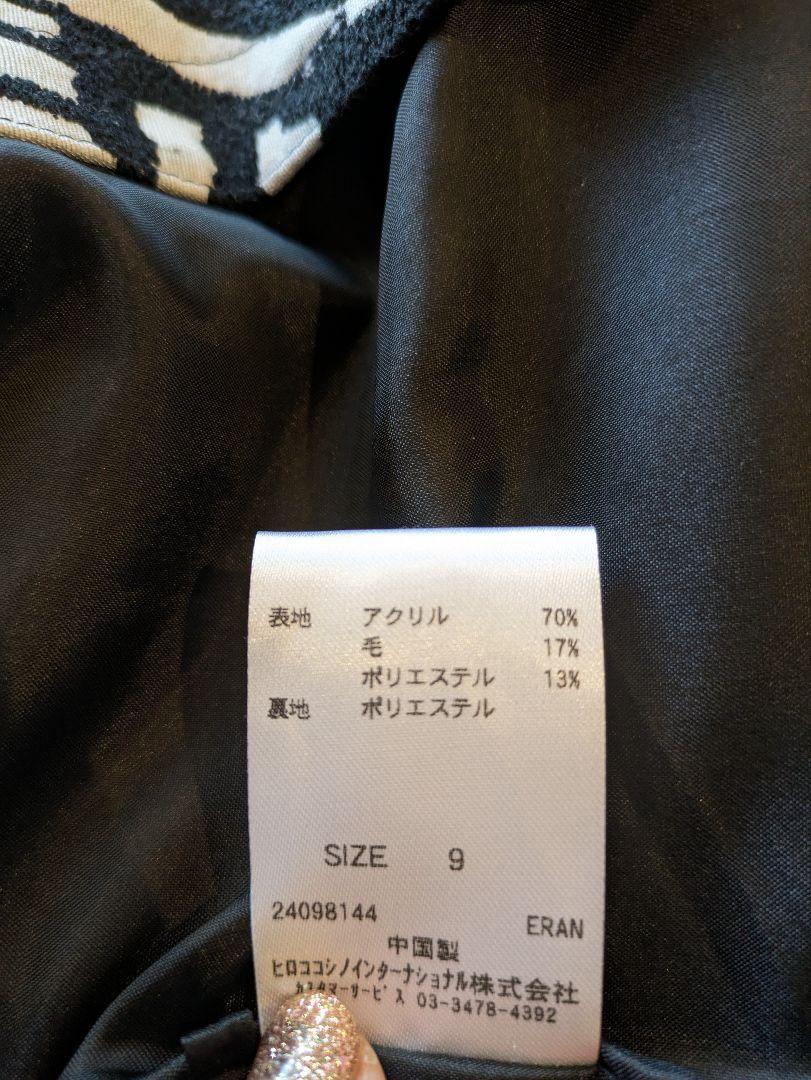 表地 アクリル 70%
毛 17%
ポリエステル 13%
裏地 ポリエステル
SIZE 9
24098144 ERAN
中国製
ヒロココシノインターナショナル株式会社
カスタマーサービス 03-3478-4392